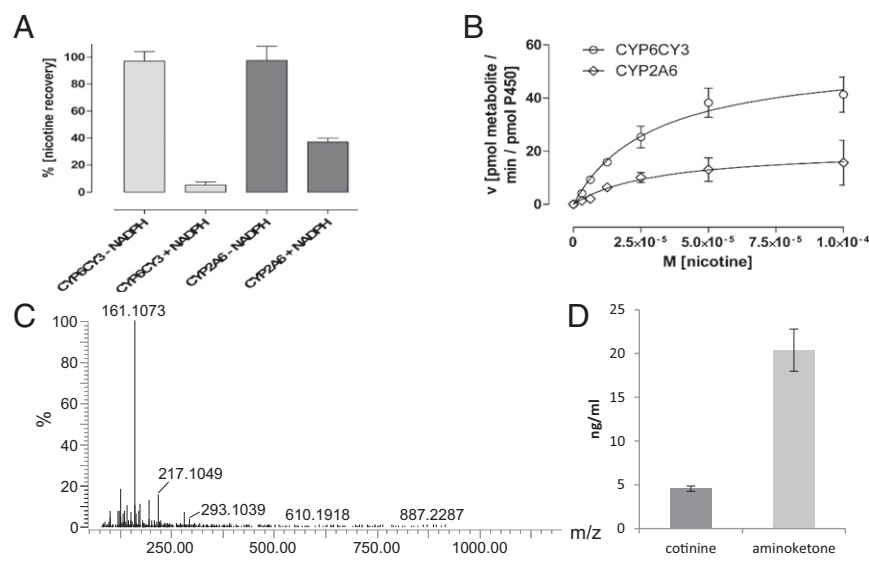 A
% [nicotine recovery]
100
80
60
40
20
0
CYP6CY3 - NADPH
CYP6CY3 + NADPH
CYP2A6 - NADPH
CYP2A6 + NADPH
B
v [pmol metabolite /
min / pmol P450]
60
40
20
0
CYP6CY3
CYP2A6
0 2.5×10-5 5.0×10-5 7.5×10-5 1.0×10-4
M [nicotine]
C
161.1073
100
80
60
40
20
0
%
217.1049
293.1039
610.1918
887.2287
m/z
250.00 500.00 750.00 1000.00
D
25
20
15
10
5
0
ng/ml
cotinine aminoketone